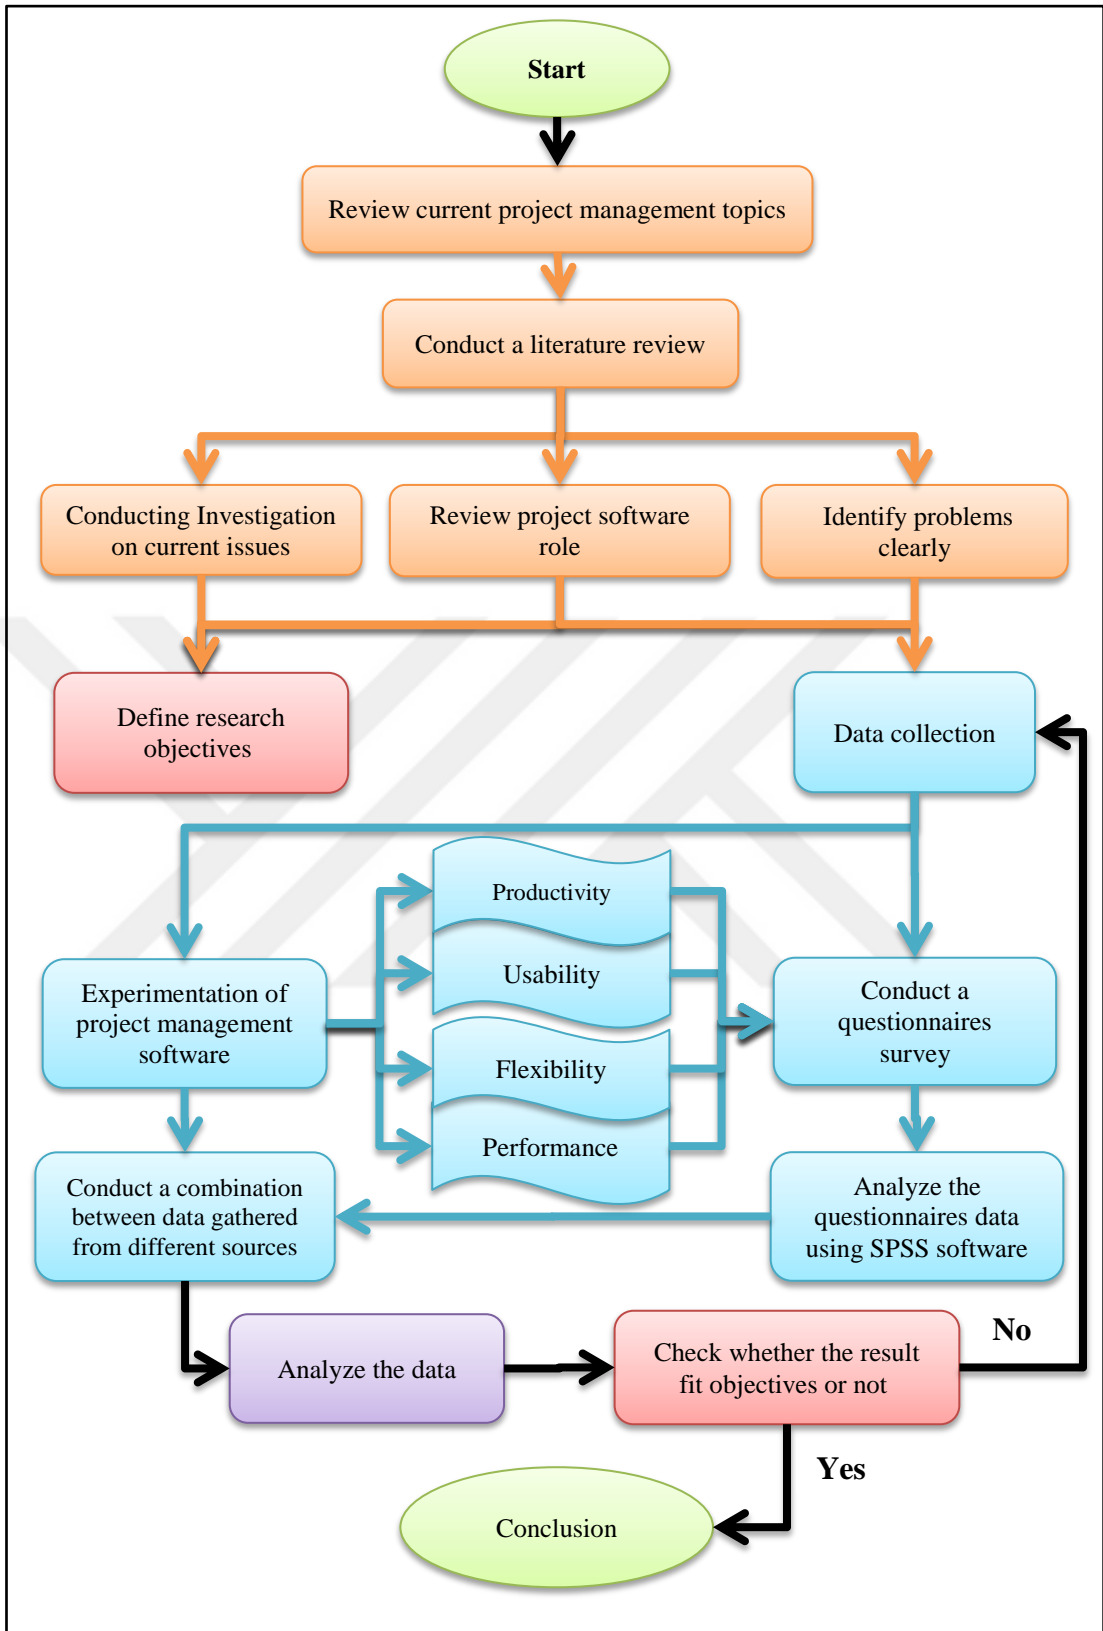 Start
Review current project management topics
Conduct a literature review
Conducting Investigation
on current issues
Review project software
role
Identify problems
clearly
Define research
objectives
Data collection
Productivity
Usability
Flexibility
Performance
Experimentation of
project management
software
Conduct a
questionnaires
survey
Conduct a combination
between data gathered
from different sources
Analyze the
questionnaires data
using SPSS software
Analyze the data
Check whether the result
fit objectives or not
No
Yes
Conclusion